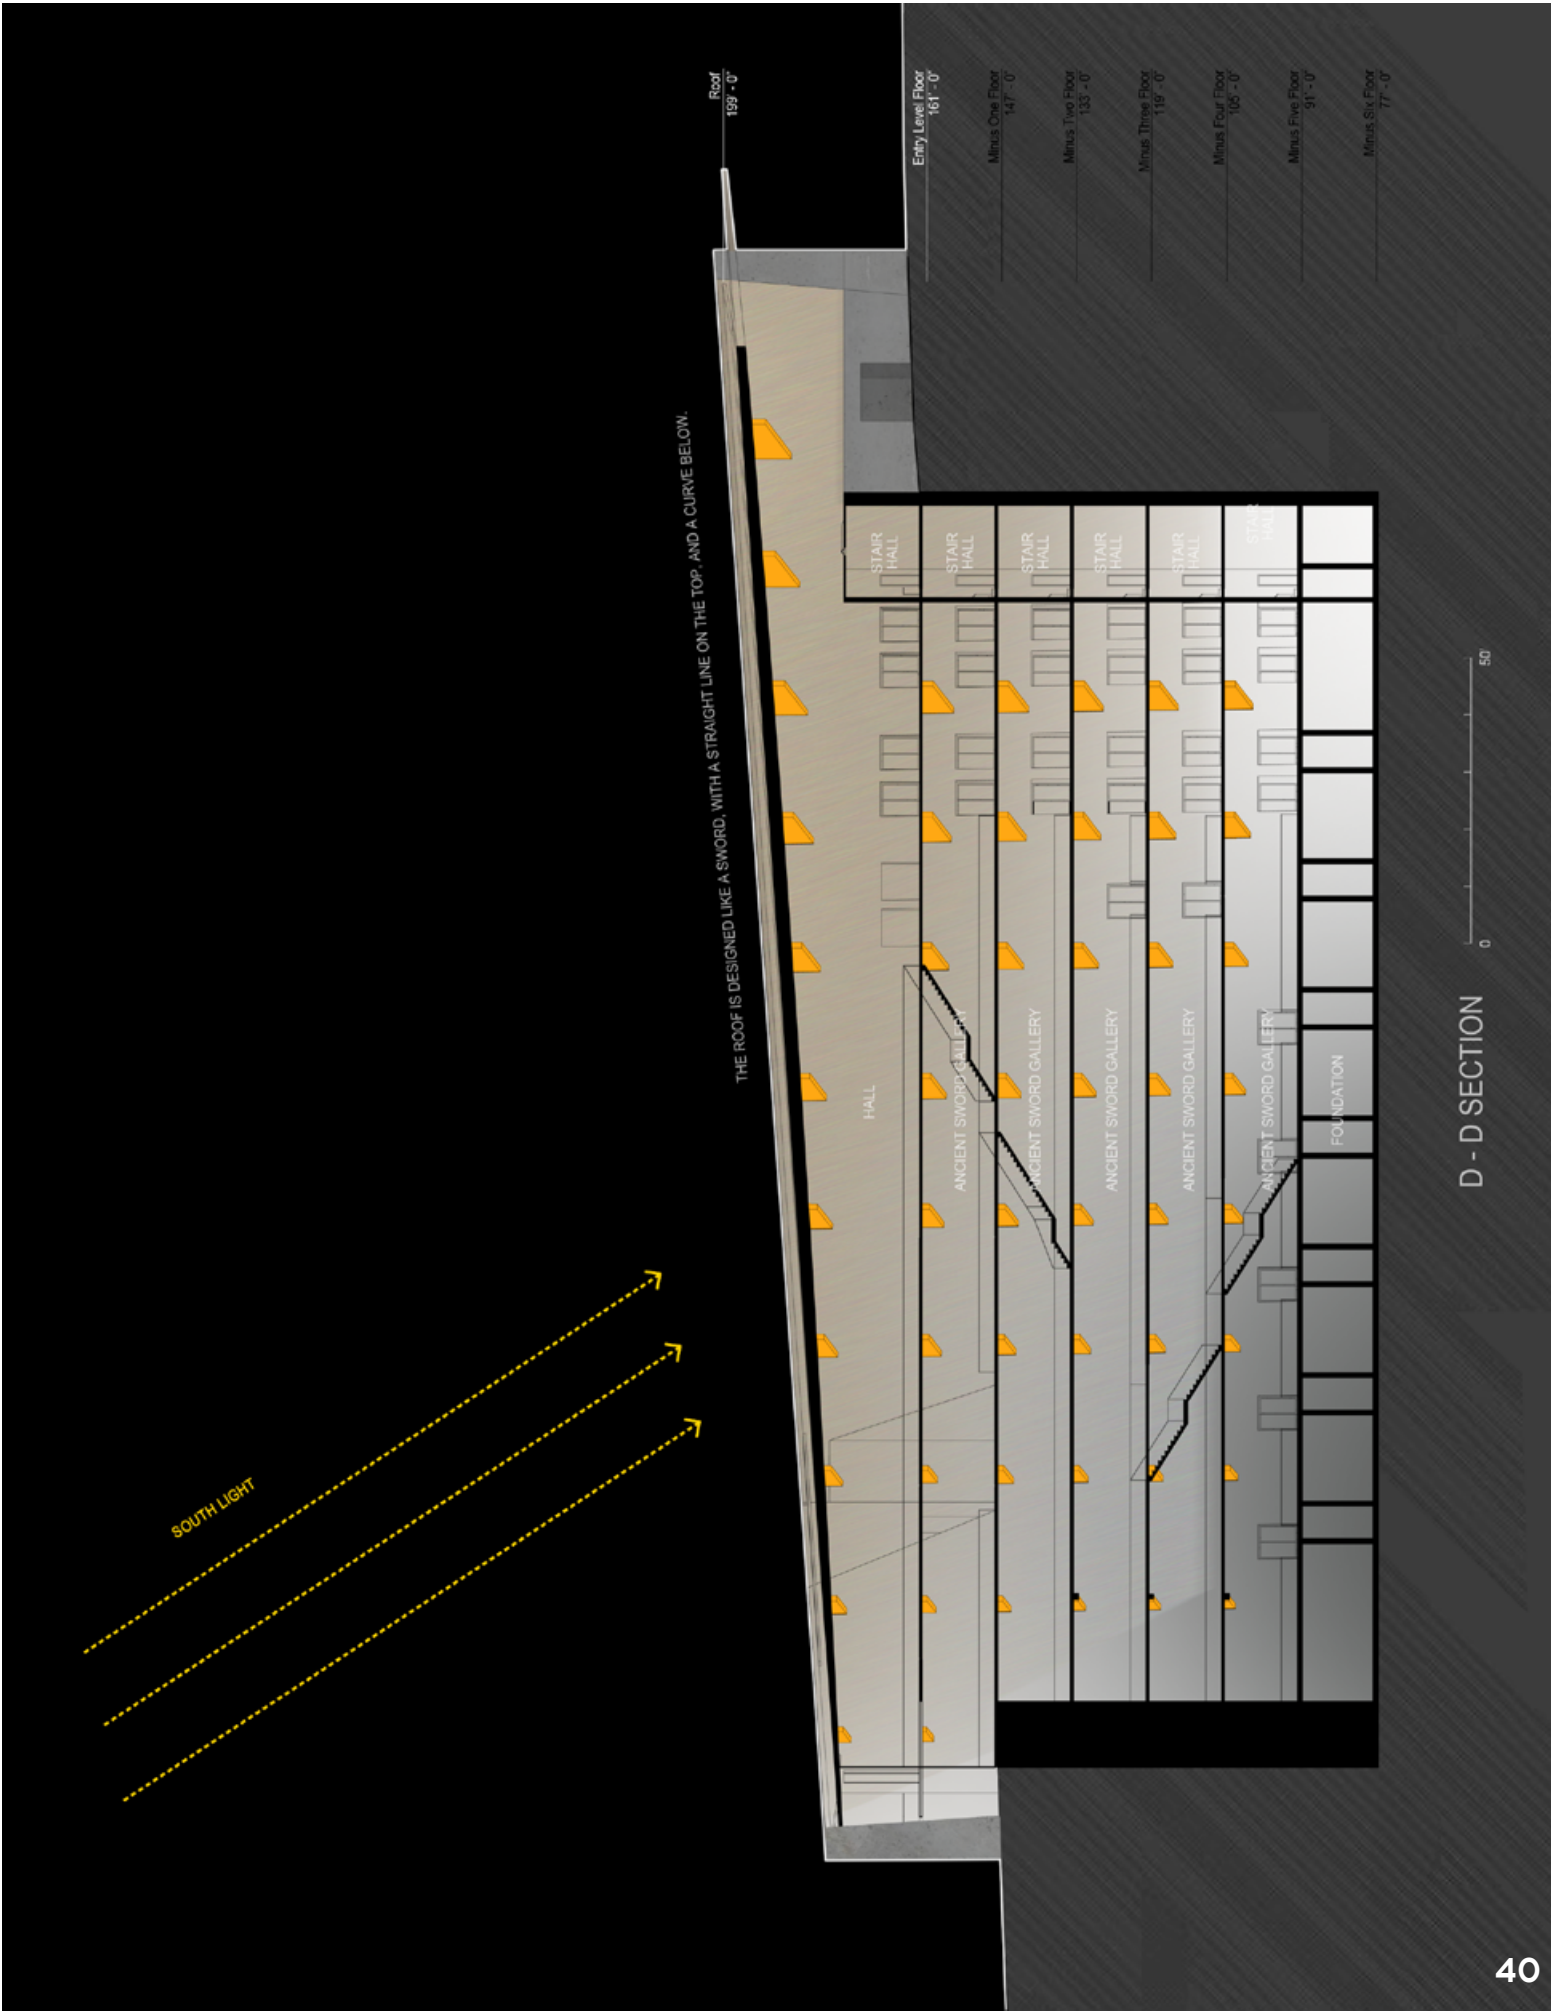 SOUTH LIGHT
THE ROOF IS DESIGNED LIKE A SWORD, WITH A STRAIGHT LINE ON THE TOP, AND A CURVE BELOW.
Roof
199' - 0"
HALL
STAIR
HALL
Entry Level Floor
161' - 0"
ANCIENT SWORD GALLERY
STAIR
HALL
Minus One Floor
147' - 0"
ANCIENT SWORD GALLERY
STAIR
HALL
Minus Two Floor
133' - 0"
ANCIENT SWORD GALLERY
STAIR
HALL
Minus Three Floor
119' - 0"
ANCIENT SWORD GALLERY
STAIR
HALL
Minus Four Floor
105' - 0"
ANCIENT SWORD GALLERY
STAIR
HALL
Minus Five Floor
91' - 0"
FOUNDATION
Minus Six Floor
77' - 0"
D - D SECTION
0
50'
40